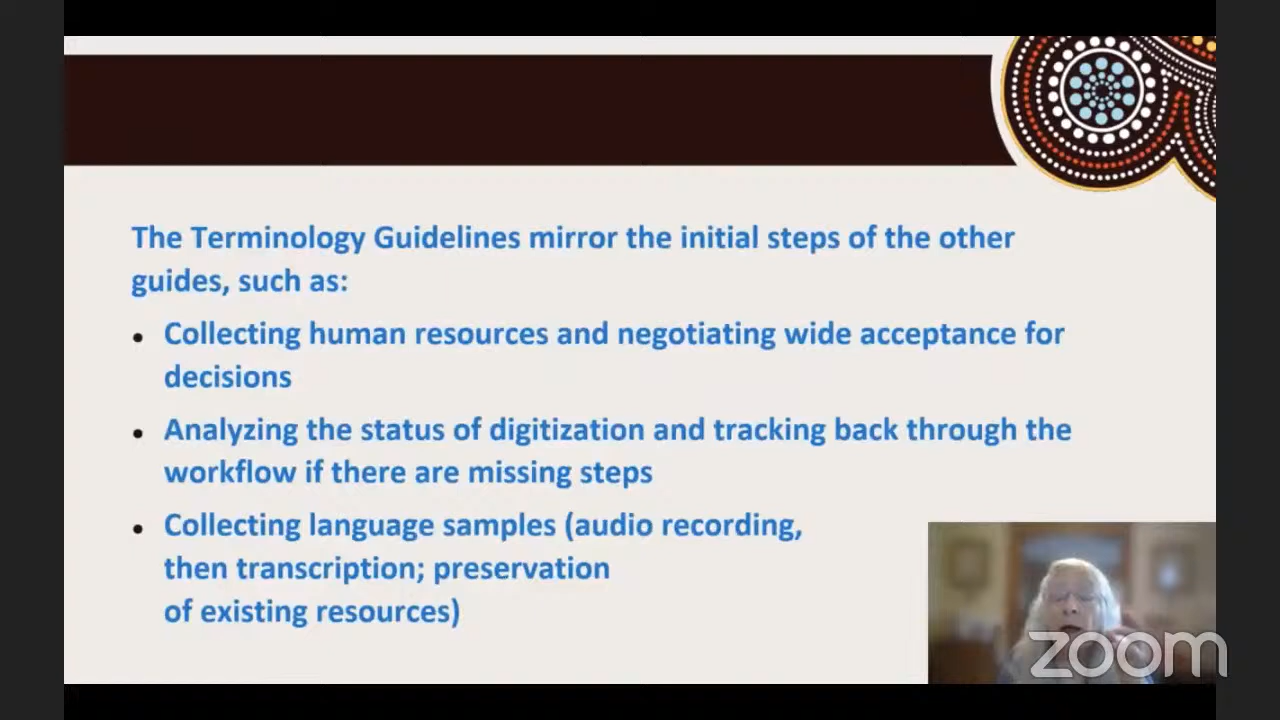 The Terminology Guidelines mirror the initial steps of the other
guides, such as:
• Collecting human resources and negotiating wide acceptance for
decisions
• Analyzing the status of digitization and tracking back through the
workflow if there are missing steps
• Collecting language samples (audio recording,
then transcription; preservation
of existing resources)
zoom